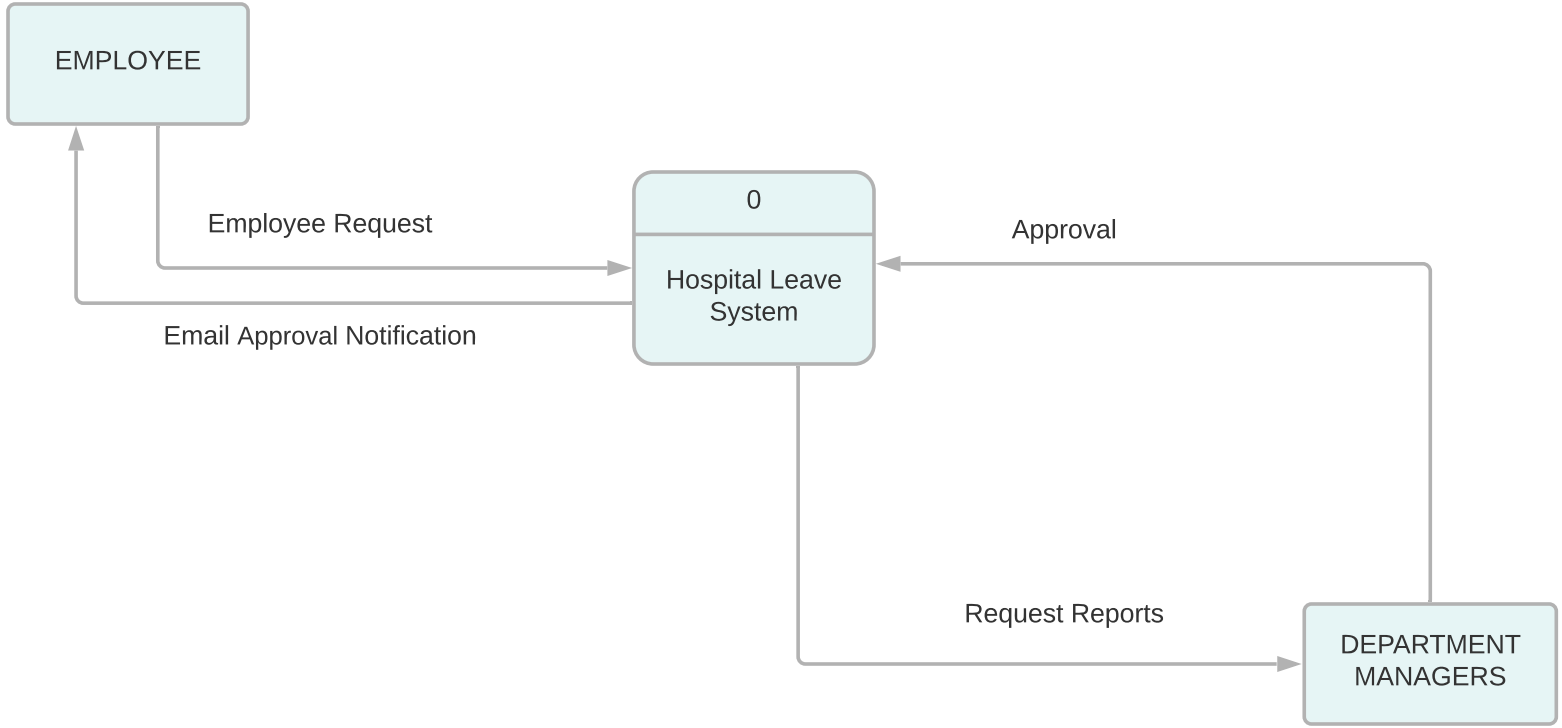 EMPLOYEE
0
Employee Request
Approval
Hospital Leave
System
Email Approval Notification
Request Reports
DEPARTMENT
MANAGERS